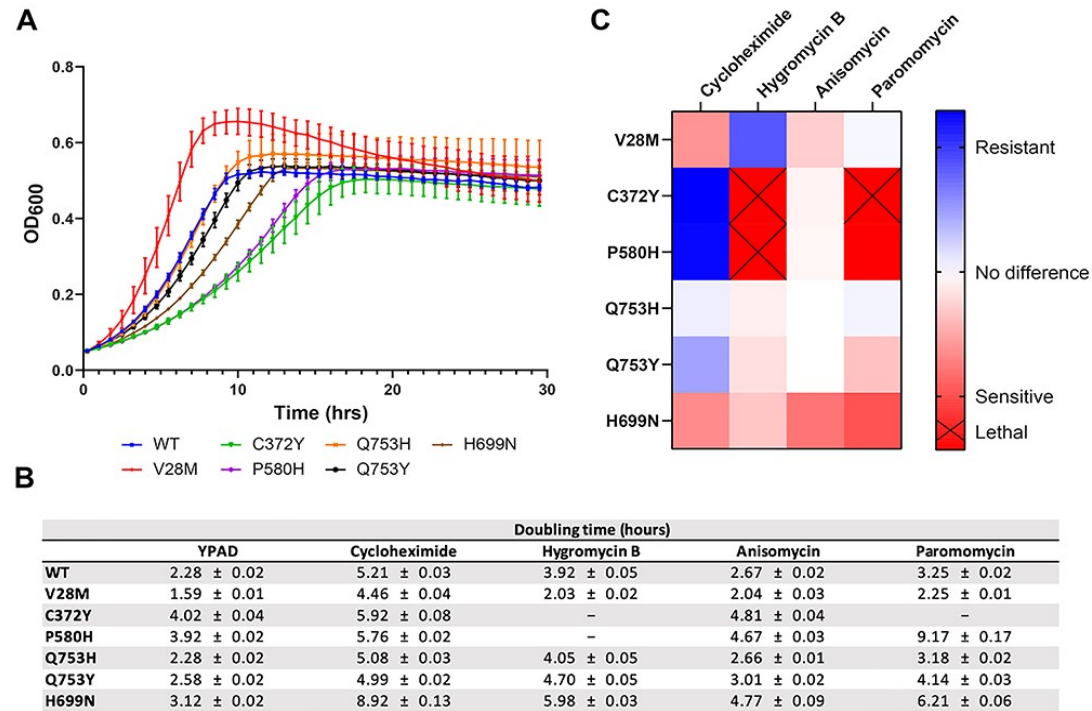 A
0.8
0.6
0.4
0.2
0.0
OD600
0
10
20
30
Time (hrs)
WT
C372Y
Q753H
H699N
V28M
P580H
Q753Y
C
Cycloheximide
Hygromycin B
Anisomycin
Paromomycin
V28M
C372Y
P580H
Q753H
Q753Y
H699N
Resistant
No difference
Sensitive
Lethal
B
Doubling time (hours)
YPAD Cycloheximide Hygromycin B Anisomycin Paromomycin
WT 2.28 ± 0.02 5.21 ± 0.03 3.92 ± 0.05 2.67 ± 0.02 3.25 ± 0.02
V28M 1.59 ± 0.01 4.46 ± 0.04 2.03 ± 0.02 2.04 ± 0.03 2.25 ± 0.01
C372Y 4.02 ± 0.04 5.92 ± 0.08 – 4.81 ± 0.04 –
P580H 3.92 ± 0.02 5.76 ± 0.02 – 4.67 ± 0.03 9.17 ± 0.17
Q753H 2.28 ± 0.02 5.08 ± 0.03 4.05 ± 0.05 2.66 ± 0.01 3.18 ± 0.02
Q753Y 2.58 ± 0.02 4.99 ± 0.02 4.70 ± 0.05 3.01 ± 0.02 4.14 ± 0.03
H699N 3.12 ± 0.02 8.92 ± 0.13 5.98 ± 0.03 4.77 ± 0.09 6.21 ± 0.06